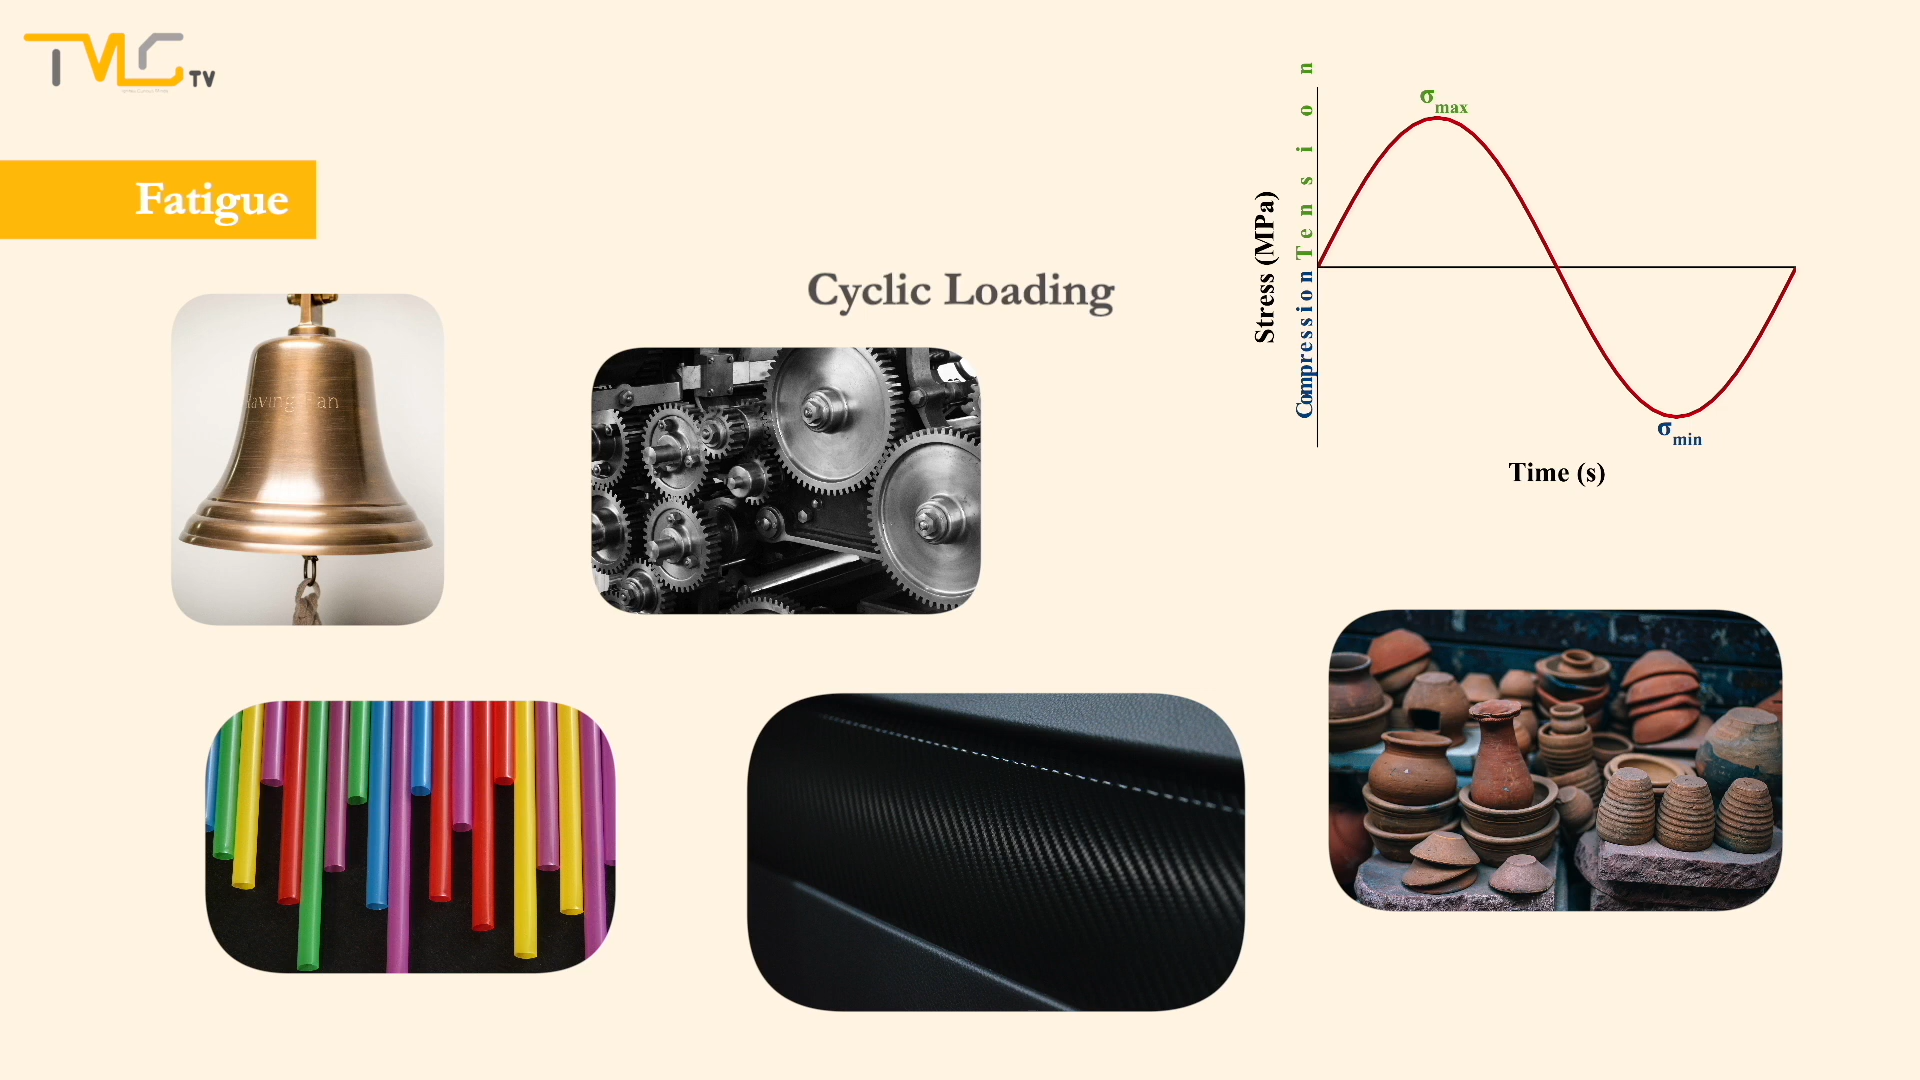 TMC TV
Fatigue
Cyclic Loading
Stress (MPa)
Compression Tension
σmax
σmin
Time (s)